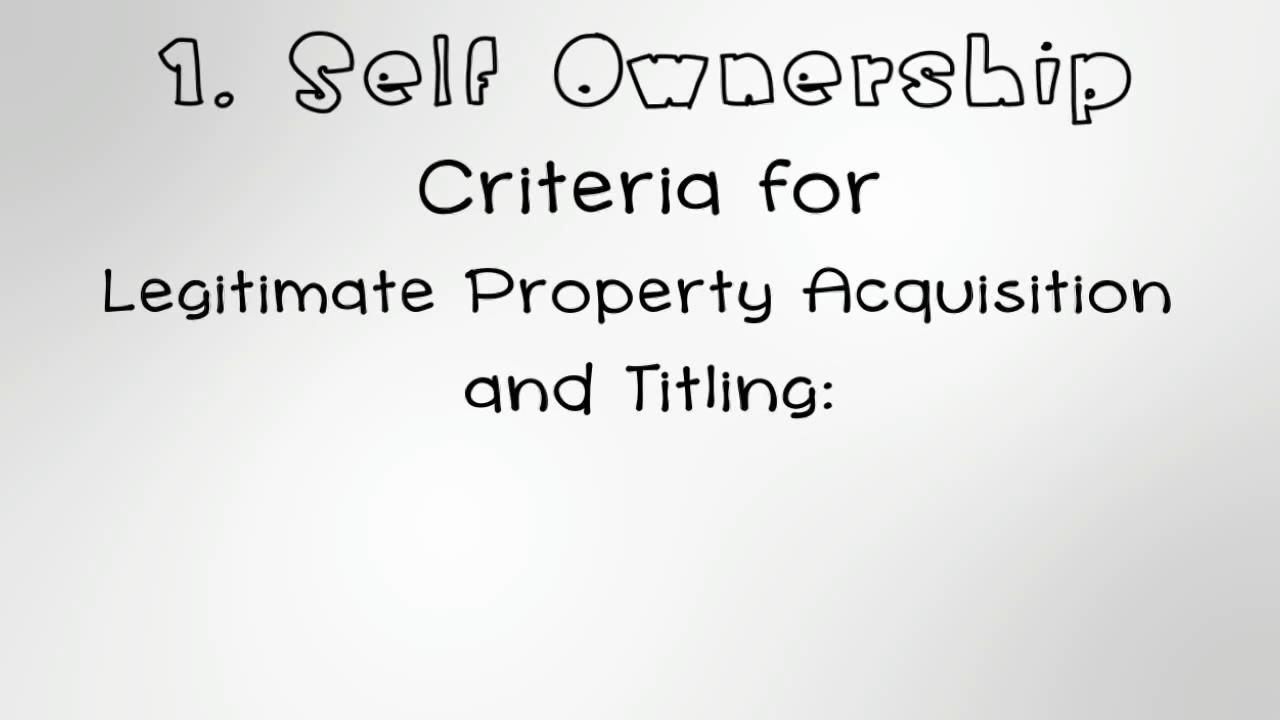 1. Self Ownership
Criteria for
Legitimate Property Acquisition
and Titling: